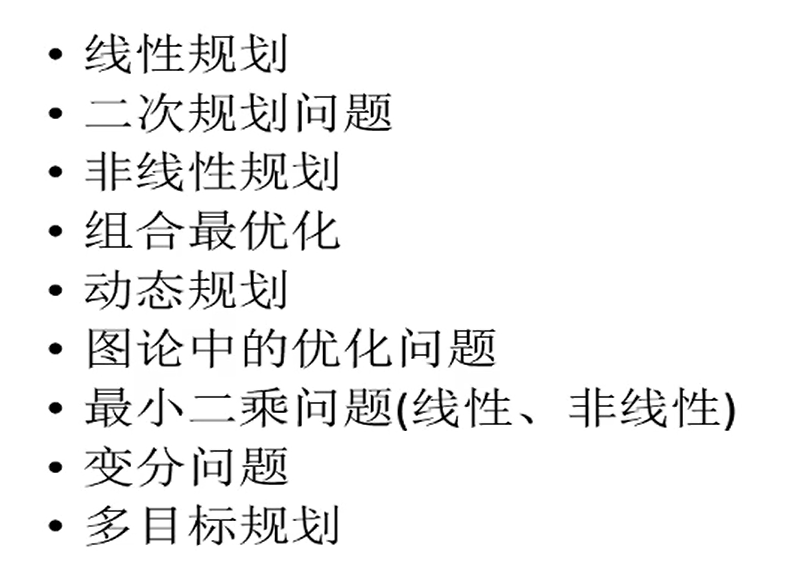 • 线性规划
• 二次规划问题
• 非线性规划
• 组合最优化
• 动态规划
• 图论中的优化问题
• 最小二乘问题(线性、非线性)
• 变分问题
• 多目标规划